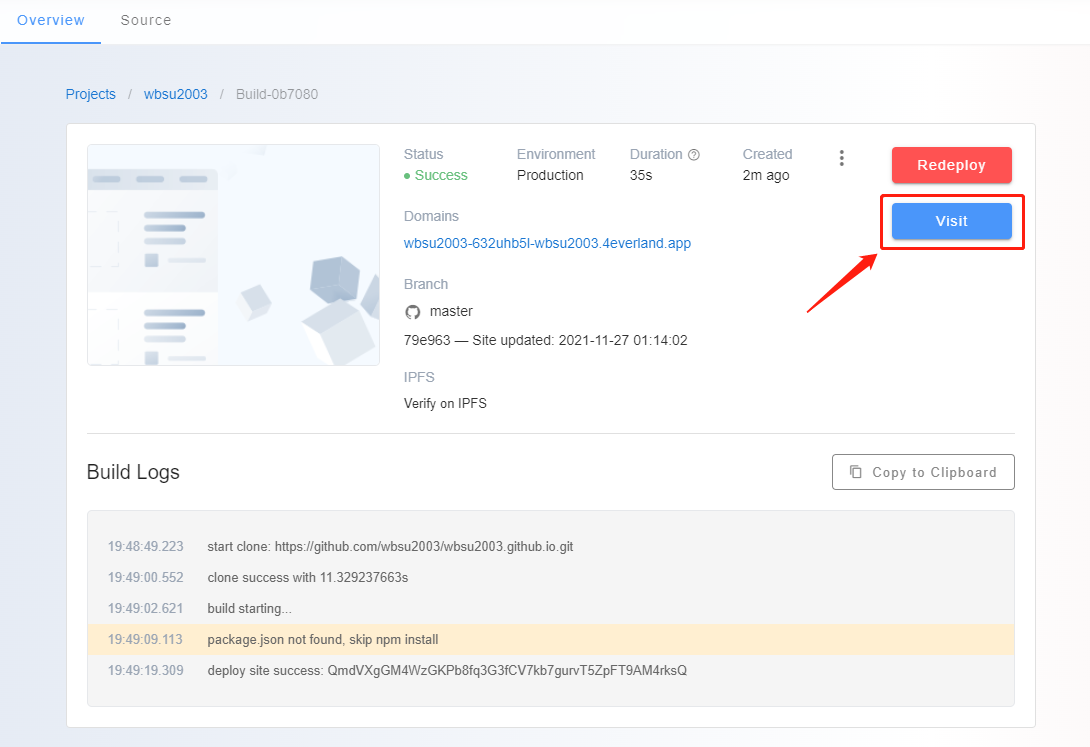 Overview Source
Projects / wbsu2003 / Build-0b7080
Status Environment Duration Created
Success Production 35s 2m ago
Redeploy
Visit
Domains
wbsu2003-632uhb5l-wbsu2003.4everland.app
Branch
master
79e963 — Site updated: 2021-11-27 01:14:02
IPFS
Verify on IPFS
Build Logs
Copy to Clipboard
19:48:49.223 start clone: https://github.com/wbsu2003/wbsu2003.github.io.git
19:49:00.552 clone success with 11.329237663s
19:49:02.621 build starting...
19:49:09.113 package.json not found, skip npm install
19:49:19.309 deploy site success: QmdVXgGM4WzGKPb8fq3G3fCV7kb7gurvT5ZpFT9AM4rksQ